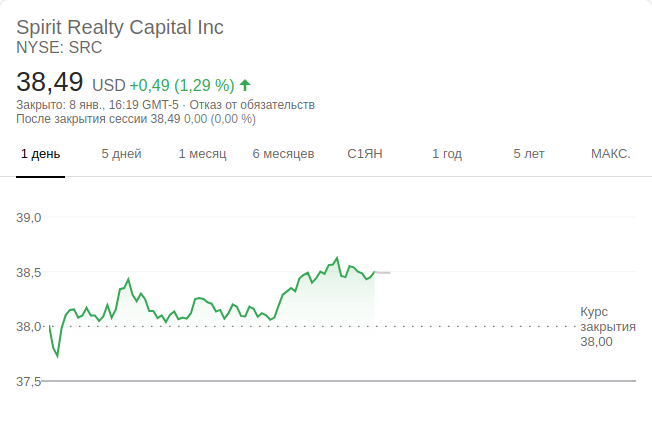 Spirit Realty Capital Inc
NYSE: SRC
38,49 USD +0,49 (1,29 %)
Закрыто: 8 янв., 16:19 GMT-5 · Отказ от обязательств
После закрытия сессии 38,49 0,00 (0,00 %)
1 день 5 дней 1 месяц 6 месяцев С1ЯН 1 год 5 лет МАКС.
39,0
38,5
38,0
37,5
Курс
закрытия
38,00